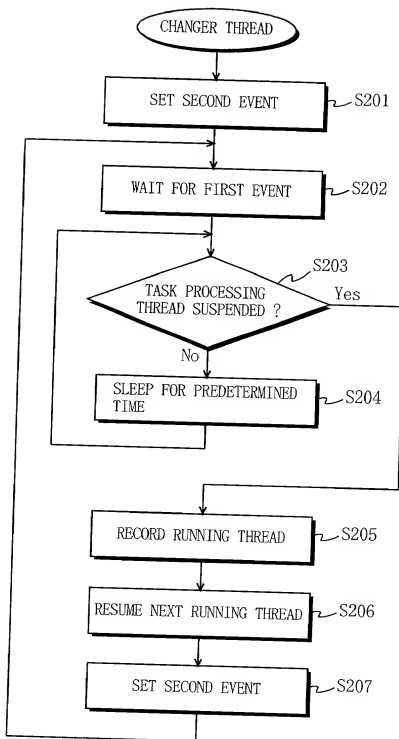 CHANGER THREAD
SET SECOND EVENT
S201
WAIT FOR FIRST EVENT
S202
S203
TASK PROCESSING
THREAD SUSPENDED ?
Yes
No
SLEEP FOR PREDETERMINED
TIME
S204
RECORD RUNNING THREAD
S205
RESUME NEXT RUNNING THREAD
S206
SET SECOND EVENT
S207